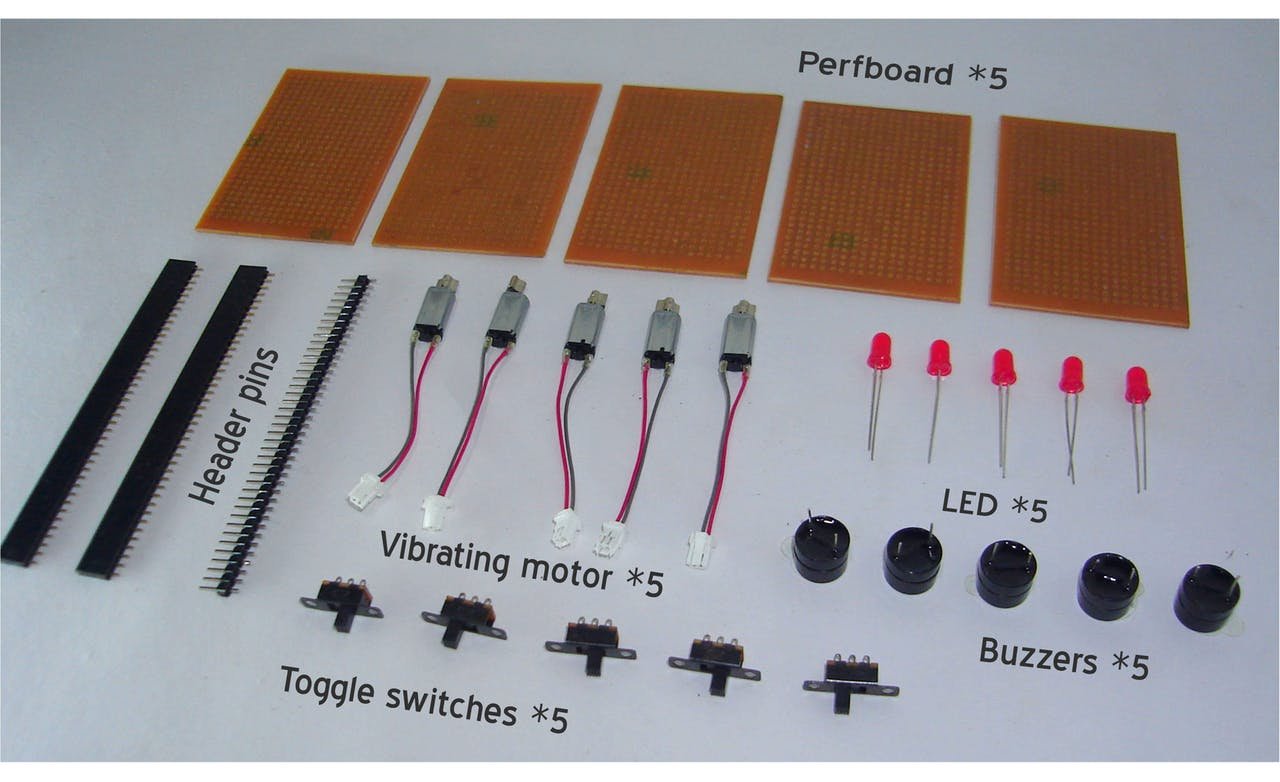 Perfboard *5
Header pins
LED *5
Vibrating motor *5
Buzzers *5
Toggle switches *5